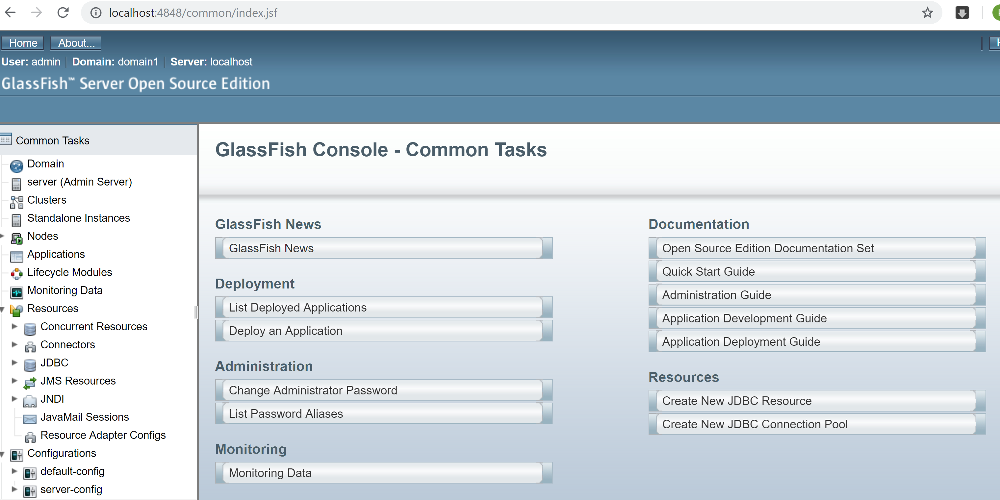 localhost:4848/common/index.jsf
Home About...
User: admin Domain: domain1 Server: localhost
GlassFish™ Server Open Source Edition
Common Tasks
Domain
server (Admin Server)
Clusters
Standalone Instances
Nodes
Applications
Lifecycle Modules
Monitoring Data
Resources
Concurrent Resources
Connectors
JDBC
JMS Resources
JNDI
JavaMail Sessions
Resource Adapter Configs
Configurations
default-config
server-config
GlassFish Console - Common Tasks
GlassFish News
GlassFish News
Deployment
List Deployed Applications
Deploy an Application
Administration
Change Administrator Password
List Password Aliases
Monitoring
Monitoring Data
Documentation
Open Source Edition Documentation Set
Quick Start Guide
Administration Guide
Application Development Guide
Application Deployment Guide
Resources
Create New JDBC Resource
Create New JDBC Connection Pool